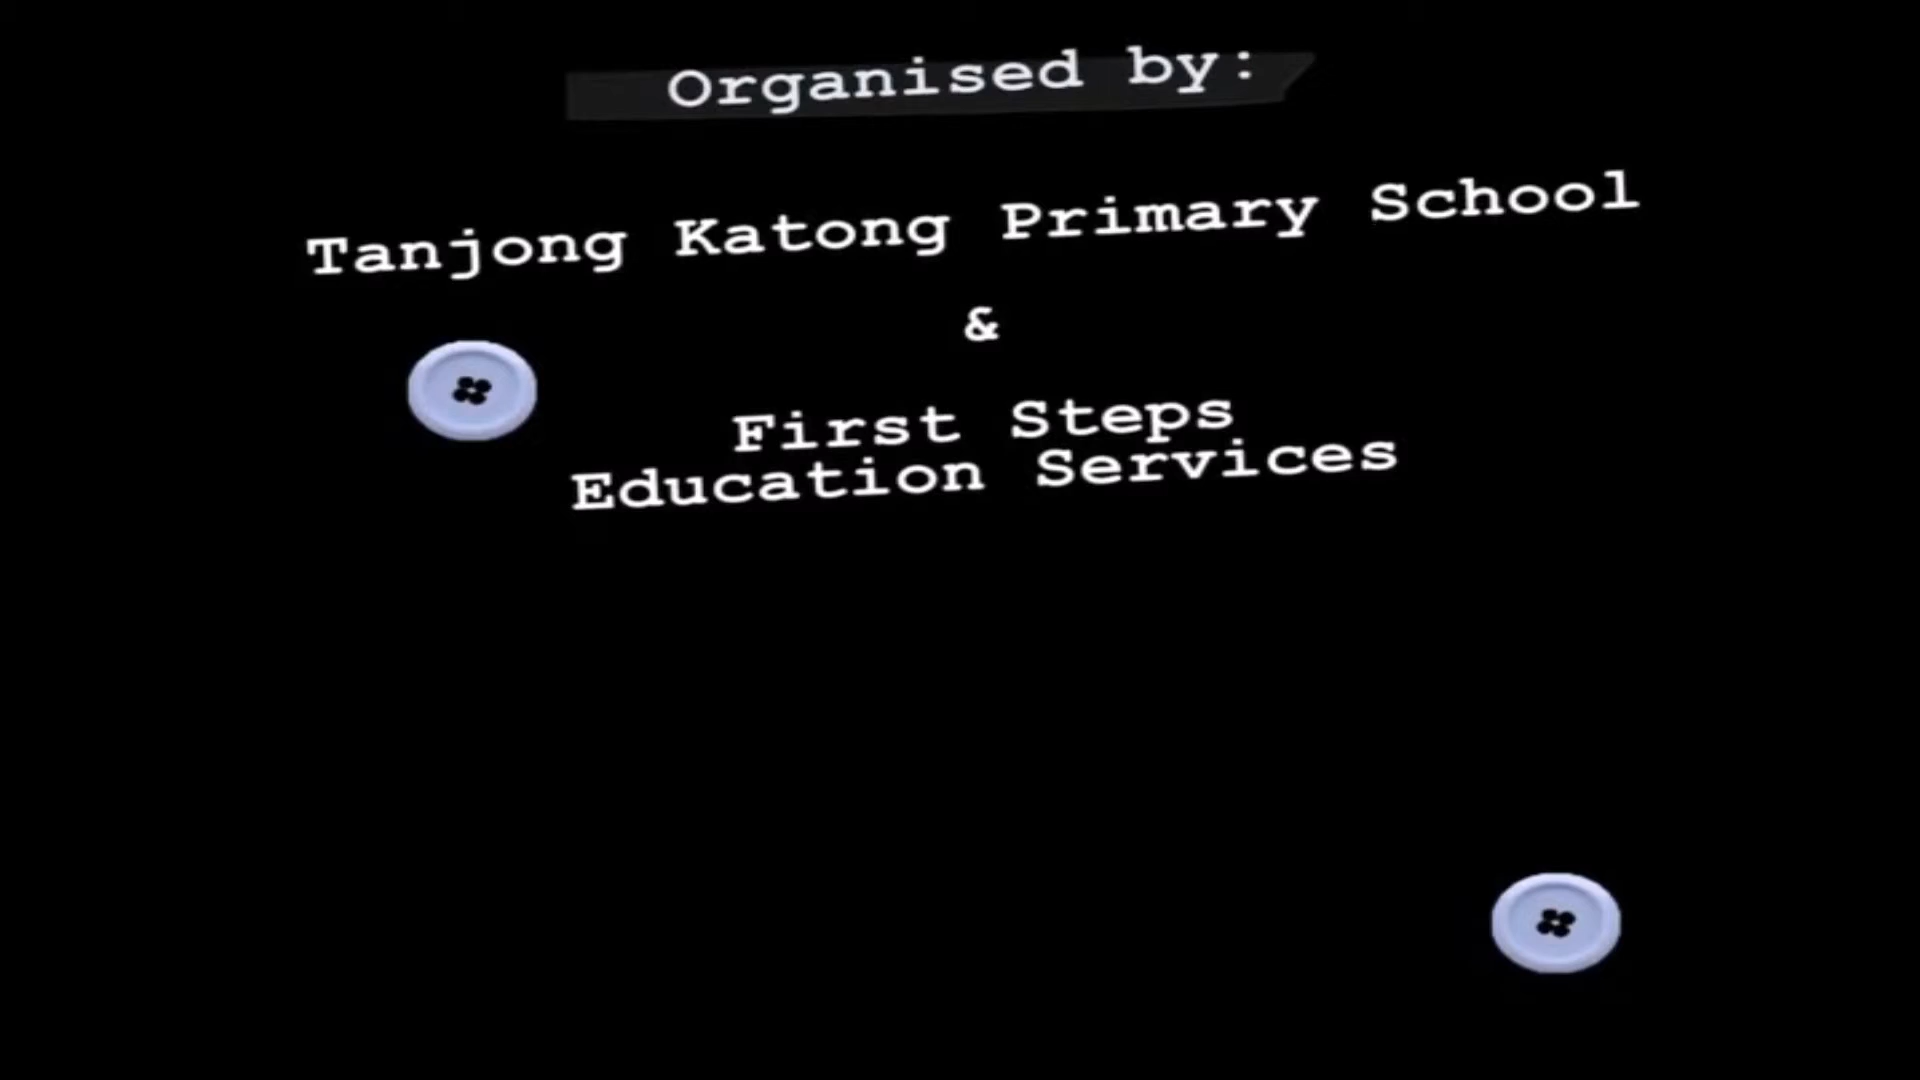 Organised by:
Tanjong Katong Primary School
&
First Steps
Education Services